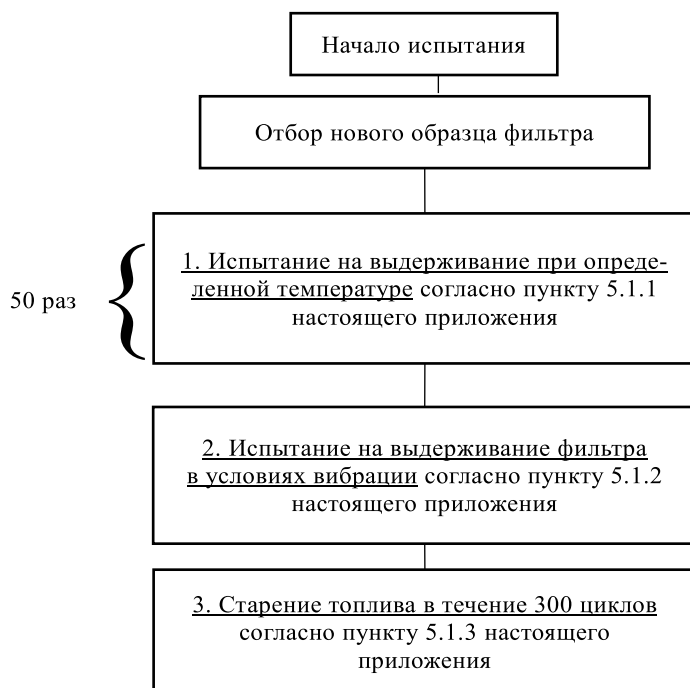 Начало испытания
Отбор нового образца фильтра
50 раз
1. Испытание на выдерживание при опреде-
ленной температуре согласно пункту 5.1.1
настоящего приложения
2. Испытание на выдерживание фильтра
в условиях вибрации согласно пункту 5.1.2
настоящего приложения
3. Старение топлива в течение 300 циклов
согласно пункту 5.1.3 настоящего
приложения